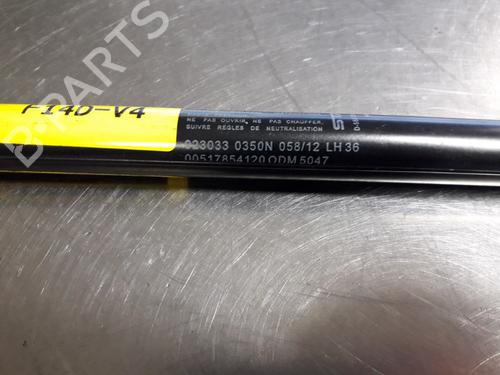 F14D-V4
NE PAS OUVRIR, NE PAS CHAUFFER.
SUIVRE RÈGLES DE NEUTRALISATION
023033 0350N 058/12 LH36
00517854120 ODM 5047
B-PARTS